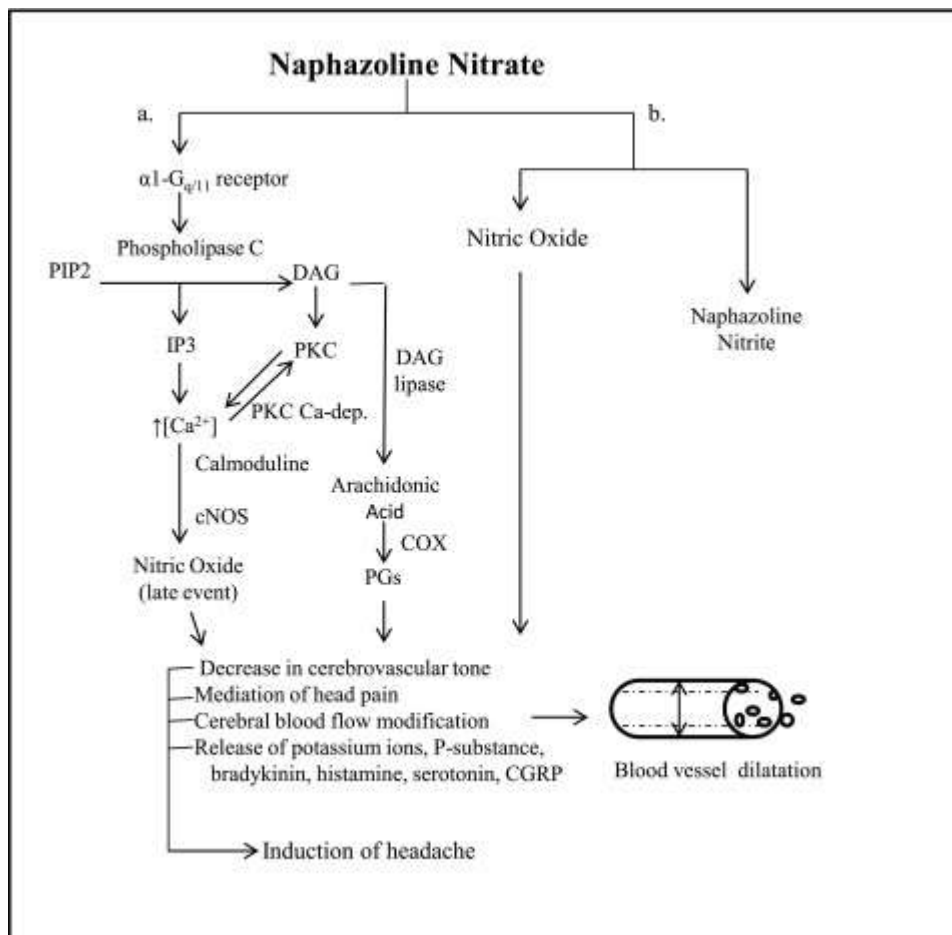 Naphazoline Nitrate
a.
b.
α1-Gq/11 receptor
Phospholipase C
PIP2
DAG
IP3
PKC
DAG
lipase
PKC Ca-dep.
↑[Ca²⁺]
Calmoduline
cNOS
Nitric Oxide
(late event)
Arachidonic
Acid
COX
PGs
Nitric Oxide
Naphazoline
Nitrite
Decrease in cerebrovascular tone
Mediation of head pain
Cerebral blood flow modification
Release of potassium ions, P-substance,
bradykinin, histamine, serotonin, CGRP
Blood vessel dilatation
Induction of headache